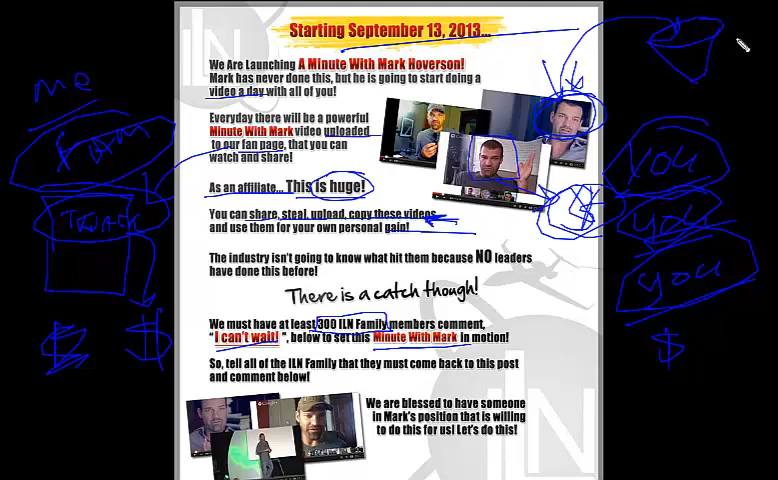 ILN
Starting September 13, 2013...
We Are Launching A Minute With Mark Hoverson!
Mark has never done this, but he is going to start doing a
video a day with all of you!
Everyday there will be a powerful
Minute With Mark video uploaded
to our fan page, that you can
watch and share!
As an affiliate... This is huge!
You can share, steal, upload, copy these videos
and use them for your own personal gain!
The industry isn't going to know what hit them because NO leaders
have done this before!
There is a catch though!
We must have at least 300 ILN Family members comment,
"I can't wait!", below to set this Minute With Mark in motion!
So, tell all of the ILN Family that they must come back to this post
and comment below!
We are blessed to have someone
in Mark's position that is willing
to do this for us! Let's do this!
LN
me
$ $
you
you
you
$
$